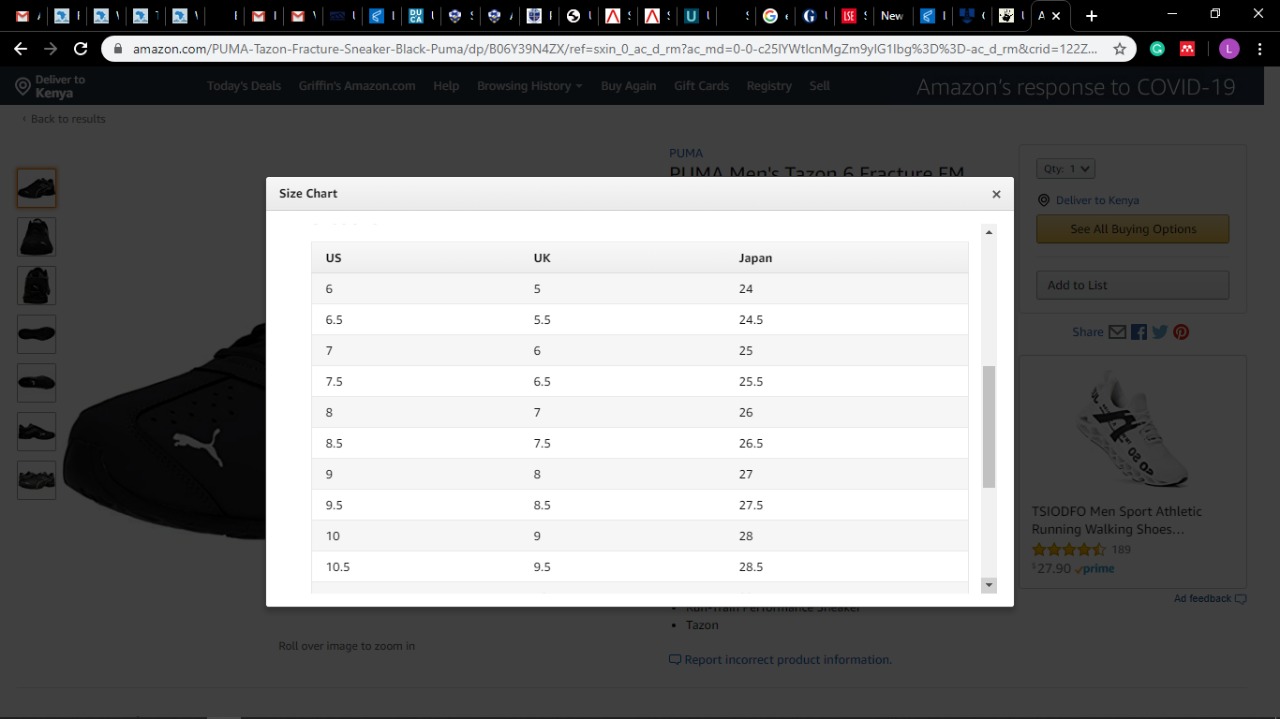 New
A
amazon.com/PUMA-Tazon-Fracture-Sneaker-Black-Puma/dp/B06Y39N4ZX/ref=sxin_0_ac_d_rm?ac_md=0-0-c25lYWtlcnMgZm9yIG1lbg%3D%3D-ac_d_rm&crid=122Z...
L
Deliver to
Kenya
Today's Deals Griffin's Amazon.com Help Browsing History Buy Again Gift Cards Registry Sell
Amazon's response to COVID-19
‹ Back to results
PUMA
PUMA Men's Tazon 6 Fracture FM
Qty: 1
Deliver to Kenya
See All Buying Options
Add to List
Share
Size Chart
US UK Japan
6 5 24
6.5 5.5 24.5
7 6 25
7.5 6.5 25.5
8 7 26
8.5 7.5 26.5
9 8 27
9.5 8.5 27.5
10 9 28
10.5 9.5 28.5
TSIODFO Men Sport Athletic
Running Walking Shoes...
189
$27.90 prime
Ad feedback
Run-Train Performance Sneaker
Tazon
Roll over image to zoom in
Report incorrect product information.